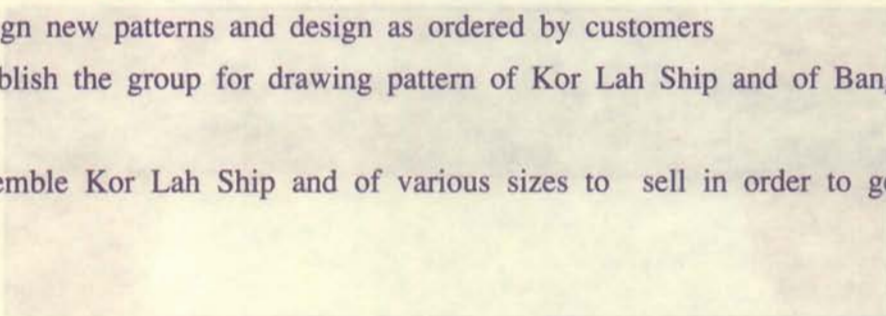 gn new patterns and design as ordered by customers
blish the group for drawing pattern of Kor Lah Ship and of Ban
emble Kor Lah Ship and of various sizes to sell in order to g